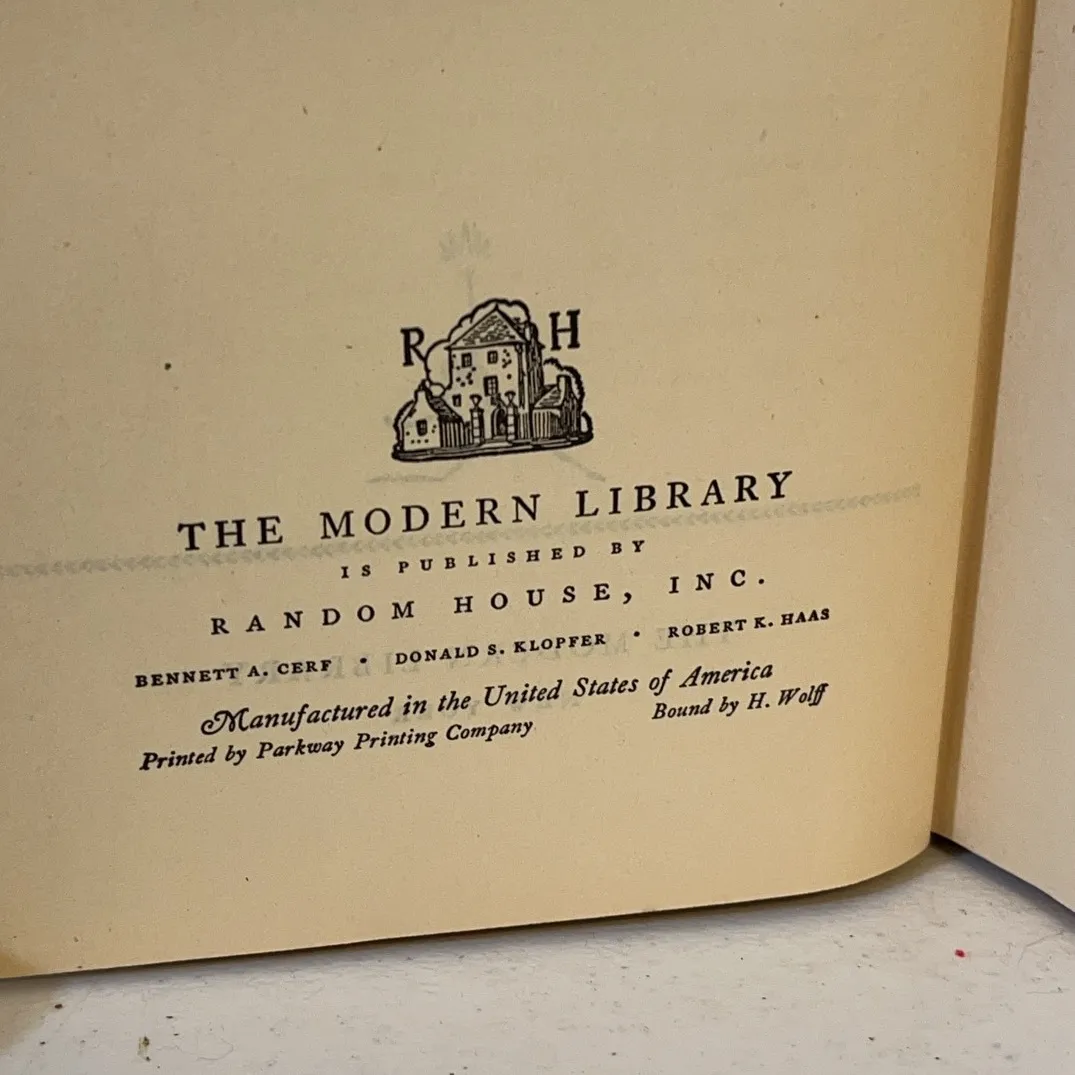 R H
THE MODERN LIBRARY
IS PUBLISHED BY
RANDOM HOUSE, INC.
BENNETT A. CERF • DONALD S. KLOPFER • ROBERT K. HAAS
Manufactured in the United States of America
Printed by Parkway Printing Company Bound by H. Wolff